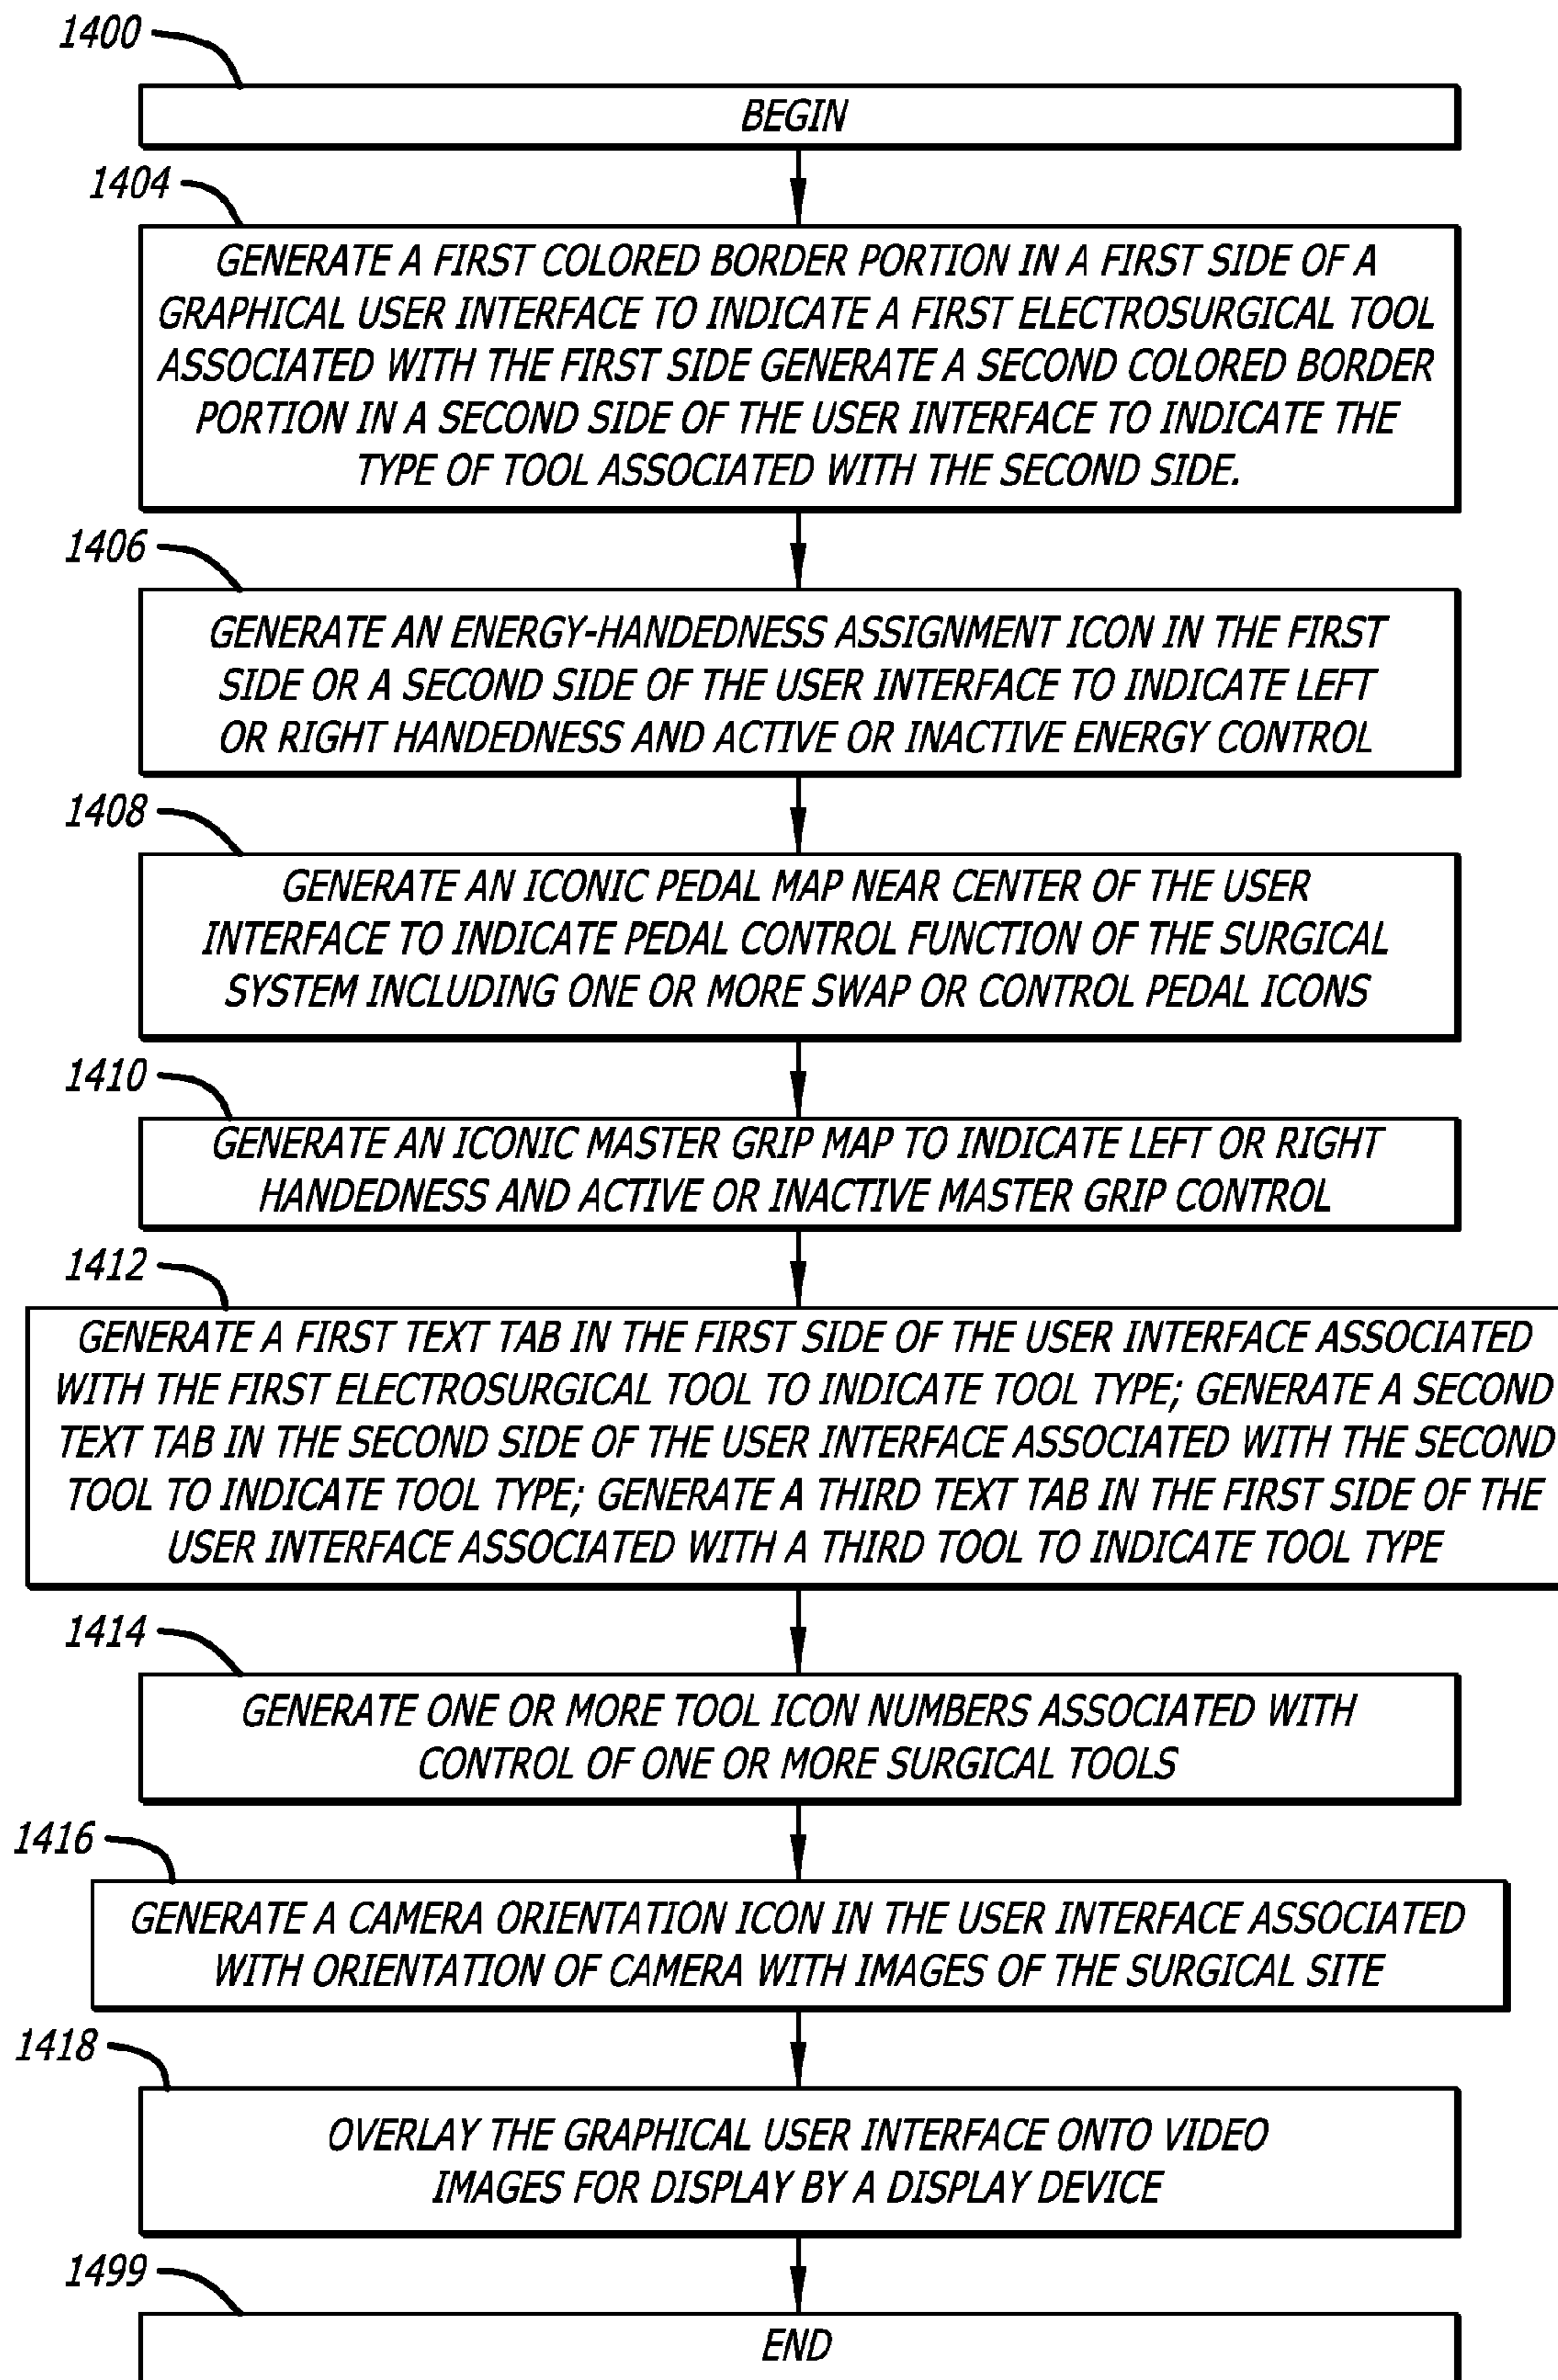 1400
BEGIN
1404
GENERATE A FIRST COLORED BORDER PORTION IN A FIRST SIDE OF A
GRAPHICAL USER INTERFACE TO INDICATE A FIRST ELECTROSURGICAL TOOL
ASSOCIATED WITH THE FIRST SIDE GENERATE A SECOND COLORED BORDER
PORTION IN A SECOND SIDE OF THE USER INTERFACE TO INDICATE THE
TYPE OF TOOL ASSOCIATED WITH THE SECOND SIDE.
1406
GENERATE AN ENERGY-HANDEDNESS ASSIGNMENT ICON IN THE FIRST
SIDE OR A SECOND SIDE OF THE USER INTERFACE TO INDICATE LEFT
OR RIGHT HANDEDNESS AND ACTIVE OR INACTIVE ENERGY CONTROL
1408
GENERATE AN ICONIC PEDAL MAP NEAR CENTER OF THE USER
INTERFACE TO INDICATE PEDAL CONTROL FUNCTION OF THE SURGICAL
SYSTEM INCLUDING ONE OR MORE SWAP OR CONTROL PEDAL ICONS
1410
GENERATE AN ICONIC MASTER GRIP MAP TO INDICATE LEFT OR RIGHT
HANDEDNESS AND ACTIVE OR INACTIVE MASTER GRIP CONTROL
1412
GENERATE A FIRST TEXT TAB IN THE FIRST SIDE OF THE USER INTERFACE ASSOCIATED
WITH THE FIRST ELECTROSURGICAL TOOL TO INDICATE TOOL TYPE; GENERATE A SECOND
TEXT TAB IN THE SECOND SIDE OF THE USER INTERFACE ASSOCIATED WITH THE SECOND
TOOL TO INDICATE TOOL TYPE; GENERATE A THIRD TEXT TAB IN THE FIRST SIDE OF THE
USER INTERFACE ASSOCIATED WITH A THIRD TOOL TO INDICATE TOOL TYPE
1414
GENERATE ONE OR MORE TOOL ICON NUMBERS ASSOCIATED WITH
CONTROL OF ONE OR MORE SURGICAL TOOLS
1416
GENERATE A CAMERA ORIENTATION ICON IN THE USER INTERFACE ASSOCIATED
WITH ORIENTATION OF CAMERA WITH IMAGES OF THE SURGICAL SITE
1418
OVERLAY THE GRAPHICAL USER INTERFACE ONTO VIDEO
IMAGES FOR DISPLAY BY A DISPLAY DEVICE
1499
END